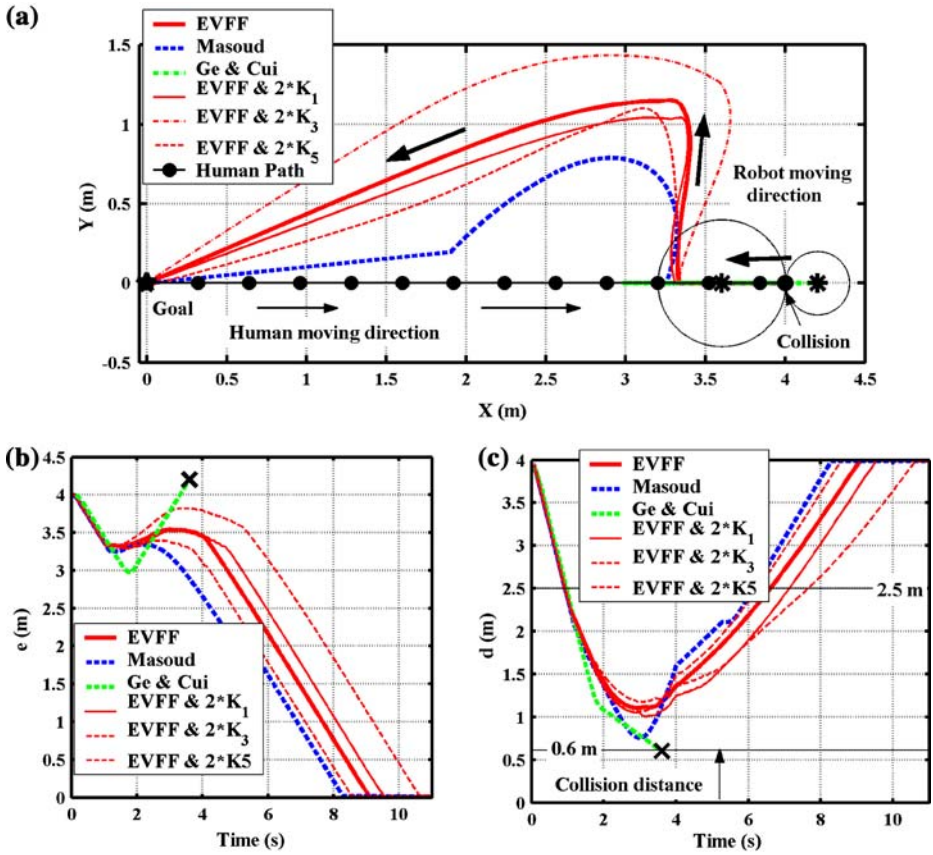 (a)
EVFF
Masoud
Ge & Cui
EVFF & 2*K1
EVFF & 2*K3
EVFF & 2*K5
Human Path
1.5
1
0.5
0
-0.5
Y (m)
Robot moving
direction
Goal
Human moving direction
Collision
0 0.5 1 1.5 2 2.5 3 3.5 4 4.5
X (m)
(b)
4.5
4
3.5
3
2.5
2
1.5
1
0.5
0
e (m)
EVFF
Masoud
Ge & Cui
EVFF & 2*K1
EVFF & 2*K3
EVFF & 2*K5
0 2 4 6 8 10
Time (s)
(c)
4
3.5
3
2.5
2
1.5
1
0.5
0
d (m)
EVFF
Masoud
Ge & Cui
EVFF & 2*K1
EVFF & 2*K3
EVFF & 2*K5
2.5 m
0.6 m
Collision distance
0 2 4 6 8 10
Time (s)